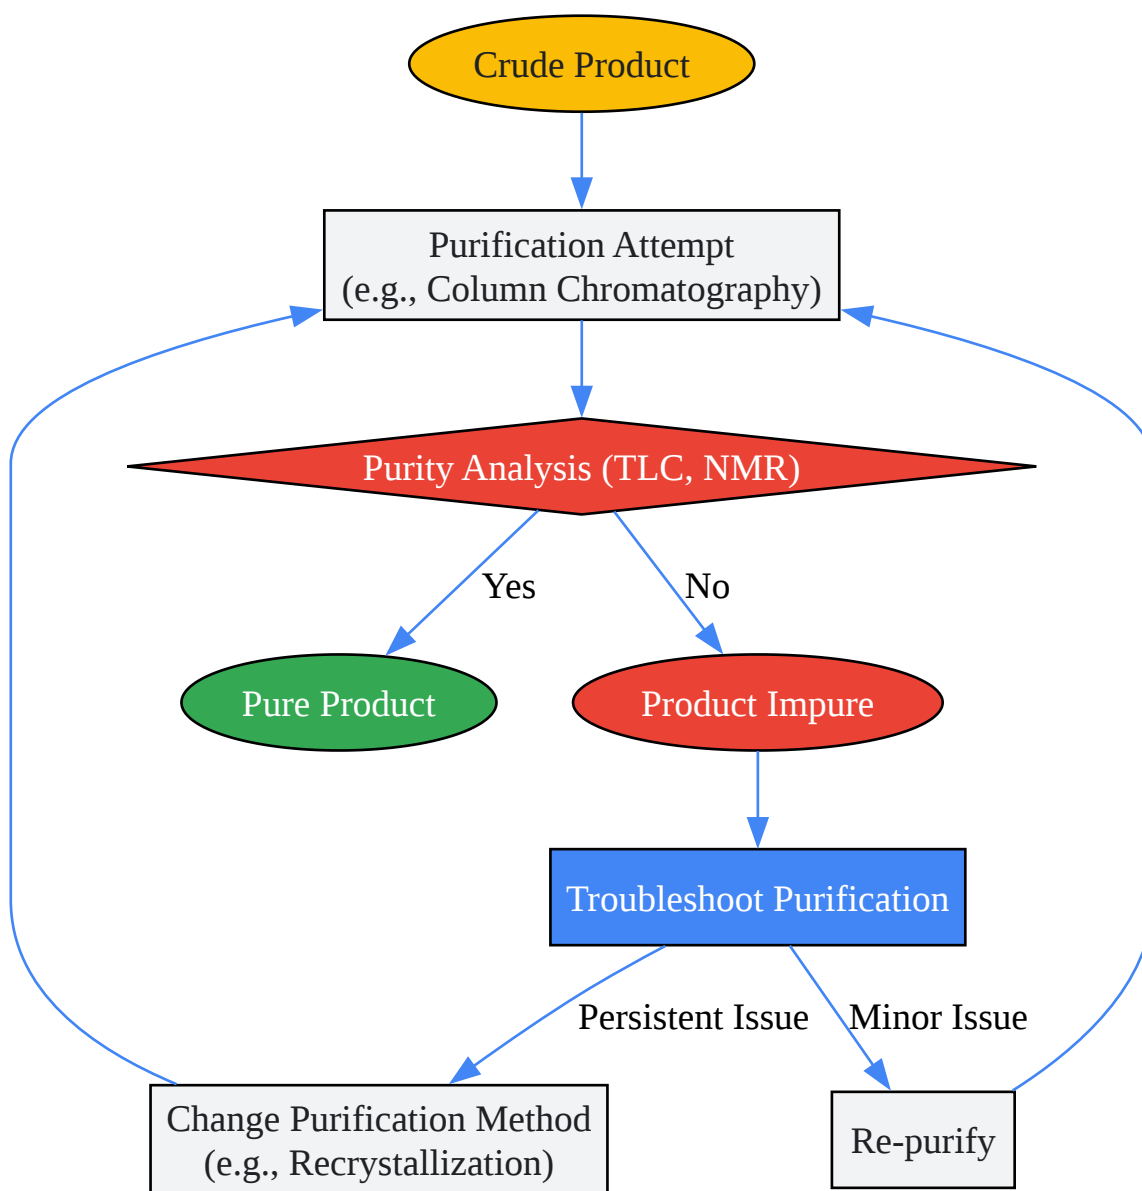 Crude Product
Purification Attempt
(e.g., Column Chromatography)
Purity Analysis (TLC, NMR)
Yes
No
Pure Product
Product Impure
Troubleshoot Purification
Persistent Issue
Minor Issue
Change Purification Method
(e.g., Recrystallization)
Re-purify